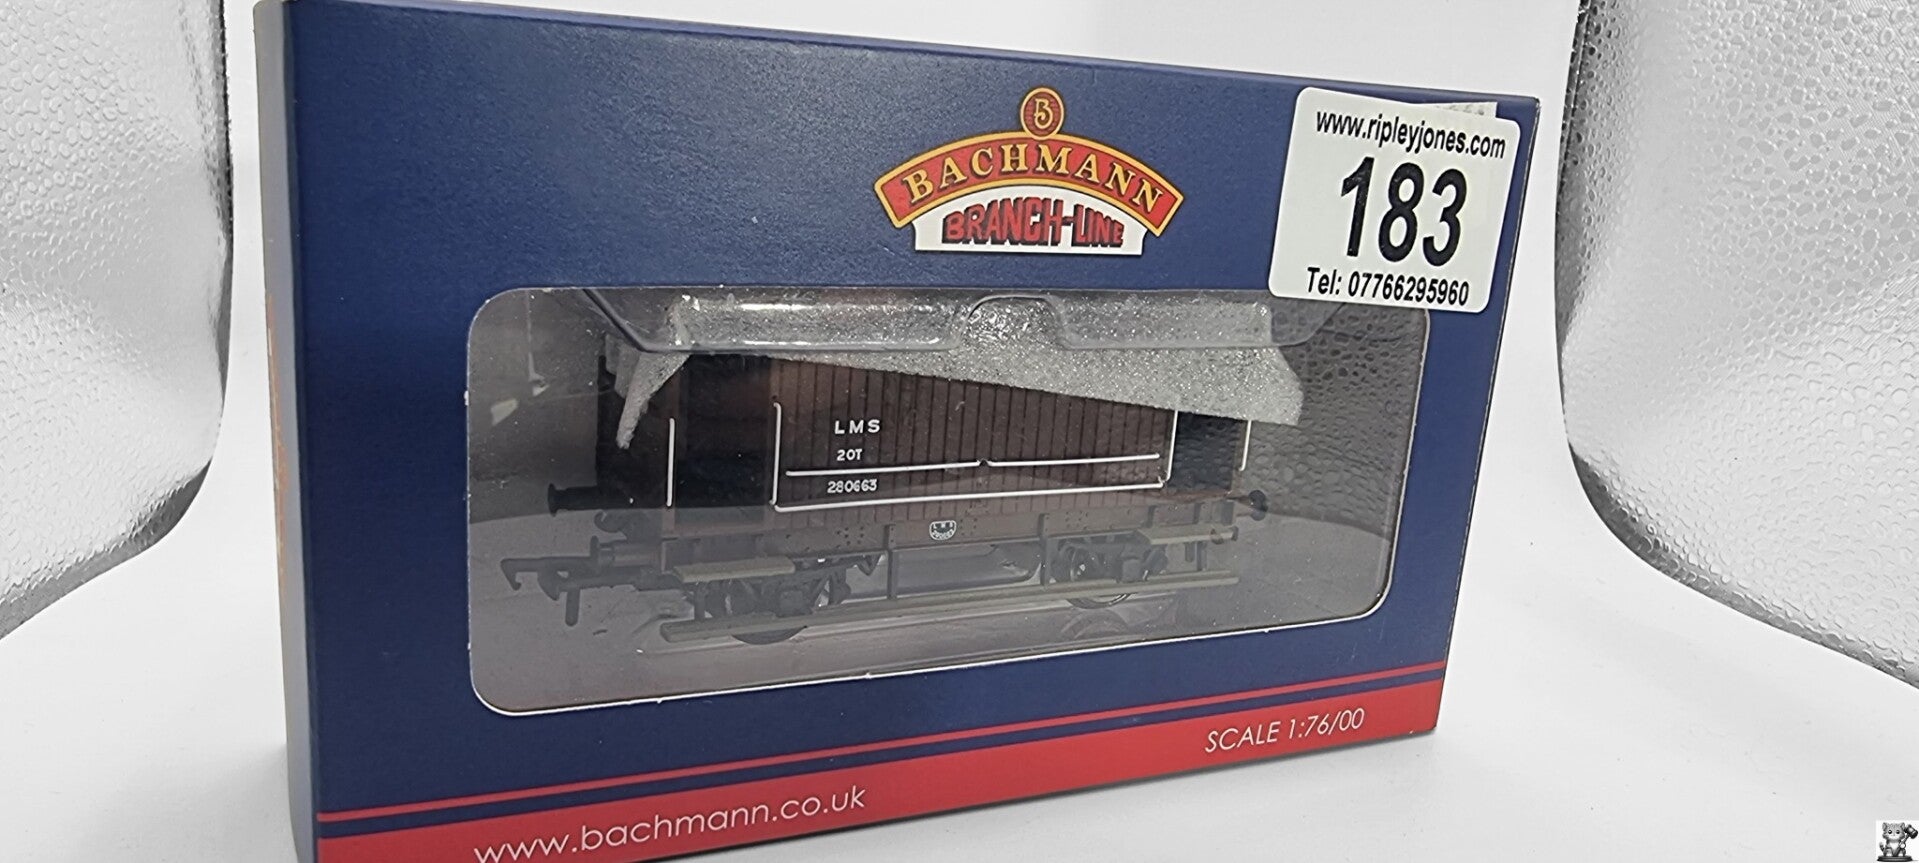 B
BACHMANN
BRANCH-LINE
www.ripleyjones.com
183
Tel: 07766295960
LMS
20T
280663
LMS
SCALE 1:76/00
www.bachmann.co.uk